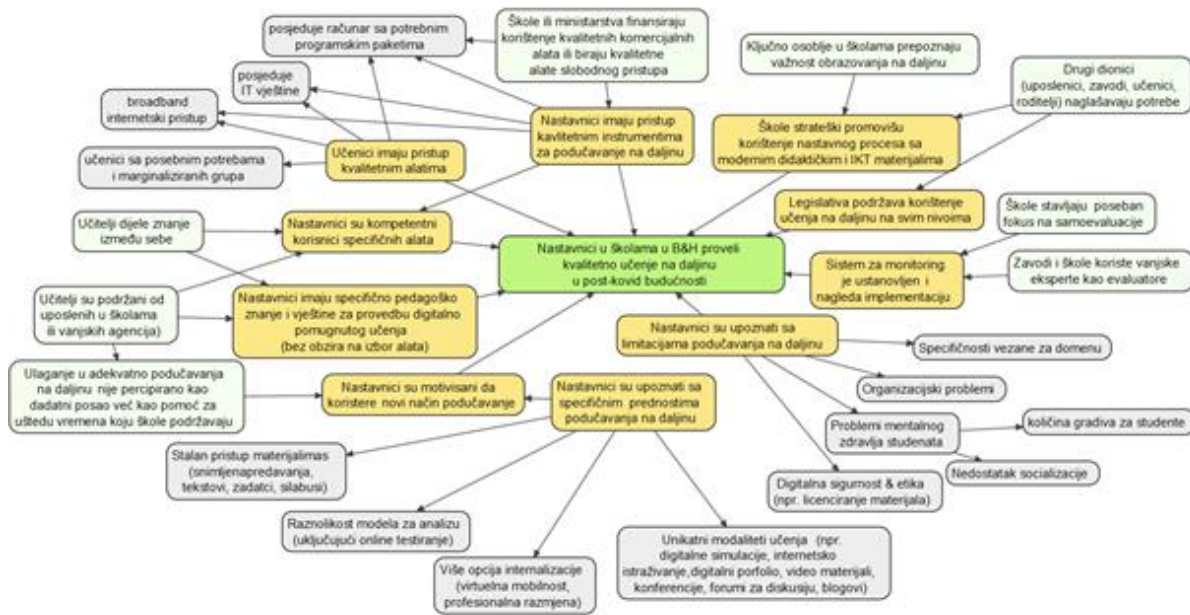 posjeduje računar sa potrebnim
programskim paketima
Škole ili ministarstva finansiraju
korištenje kvalitetnih komercijalnih
alata ili biraju kvalitetne
alate slobodnog pristupa
Ključno osoblje u školama prepoznaju
važnost obrazovanja na daljinu
Drugi dionici
(uposlenici, zavodi, učenici,
roditelji) naglašavaju potrebe
posjeduje
IT vještine
broadband
internetski pristup
Nastavnici imaju pristup
kavlitetnim instrumentima
za podučavanje na daljinu
Škole strateški promovišu
korištenje nastavnog procesa sa
modernim didaktičkim i IKT materijalima
Učenici imaju pristup
kvalitetnim alatima
učenici sa posebnim potrebama
i marginaliziranih grupa
Legislativa podržava korištenje
učenja na daljinu na svim nivoima
Škole stavljaju poseban
fokus na samoevaluacije
Učitelji dijele znanje
između sebe
Nastavnici su kompetentni
korisnici specifičnih alata
Nastavnici u školama u B&H proveli
kvalitetno učenje na daljinu
u post-kovid budućnosti
Sistem za monitoring
je ustanovljen i
nagleda implementaciju
Zavodi i škole koriste vanjske
eksperte kao evaluatore
Učitelji su podržani od
uposlenih u školama
ili vanjskih agencija)
Nastavnici imaju specifično pedagoško
znanje i vještine za provedbu digitalno
pomugnutog učenja
(bez obzira na izbor alata)
Nastavnici su upoznati sa
limitacijama podučavanja na daljinu
Specifičnosti vezane za domenu
Ulaganje u adekvatno podučavanja
na daljinu nije percipirano kao
dadatni posao već kao pomoć za
uštedu vremena koju škole podržavaju
Nastavnici su motivisani da
koristere novi način podučavanje
Nastavnici su upoznati sa
specifičnim prednostima
podučavanja na daljinu
Organizacijski problemi
Problemi mentalnog
zdravlja studenata
količina gradiva za studente
Nedostatak socializacije
Stalan pristup materijalimas
(snimljenapredavanja,
tekstovi, zadatci, silabusi)
Digitalna sigurnost & etika
(npr. licenciranje materijala)
Raznolikost modela za analizu
(uključujući online testiranje)
Više opcija internalizacije
(virtuelna mobilnost,
profesionalna razmjena)
Unikatni modaliteti učenja (npr.
digitalne simulacije, internetsko
istraživanje,digitalni porfolio, video materijali,
konferencije, forumi za diskusiju, blogovi)